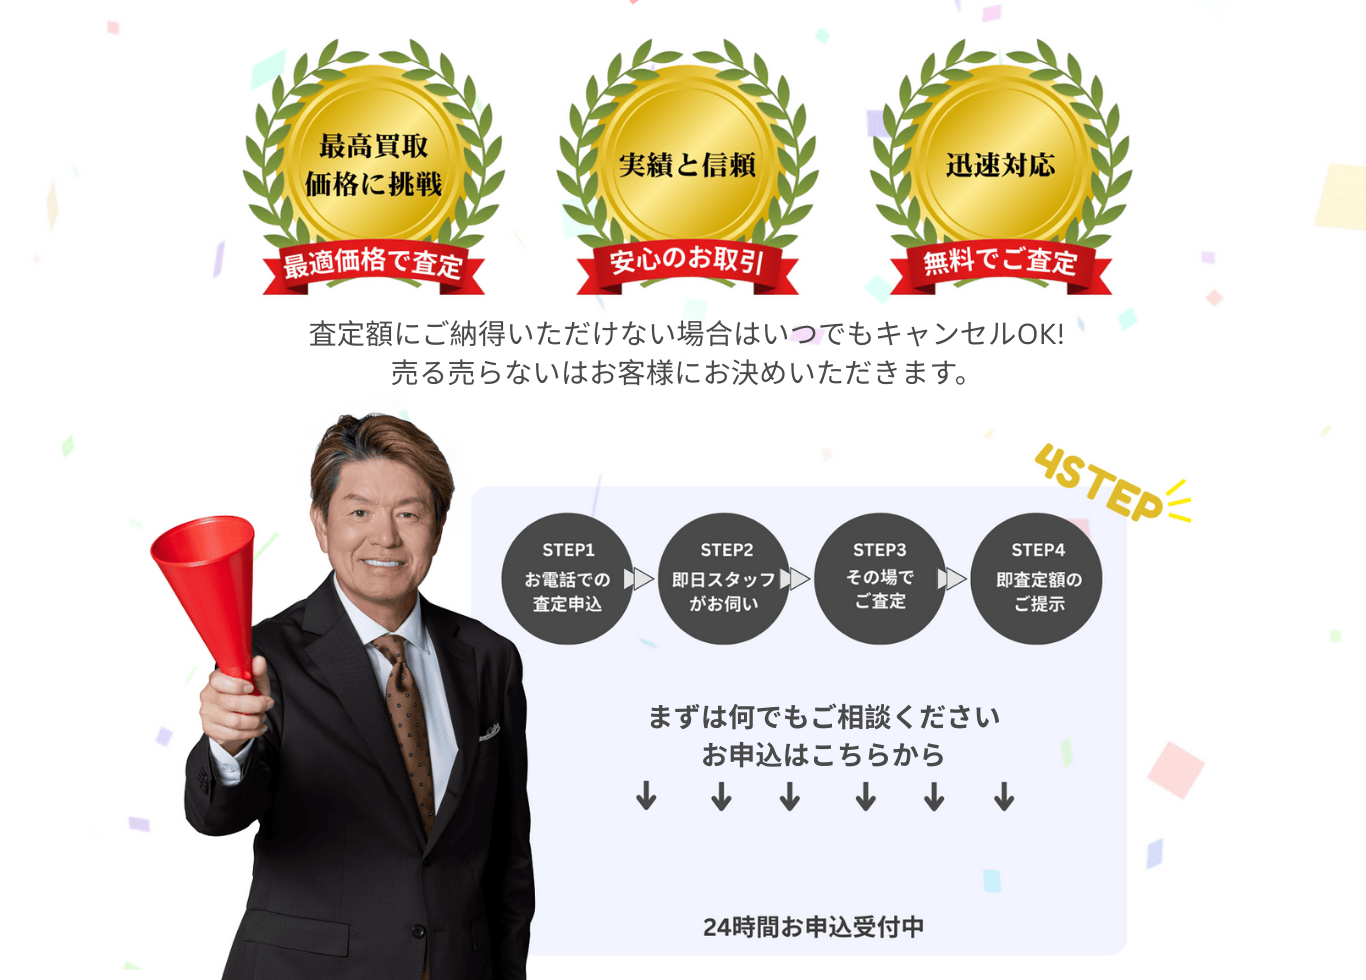 最高買取
価格に挑戦
最適価格で査定
実績と信頼
安心のお取引
迅速対応
無料でご査定
査定額にご納得いただけない場合はいつでもキャンセルOK!
売る売らないはお客様にお決めいただきます。
4STEP
STEP1
お電話での
査定申込
STEP2
即日スタッフ
がお伺い
STEP3
その場で
ご査定
STEP4
即査定額の
ご提示
まずは何でもご相談ください
お申込はこちらから
24時間お申込受付中